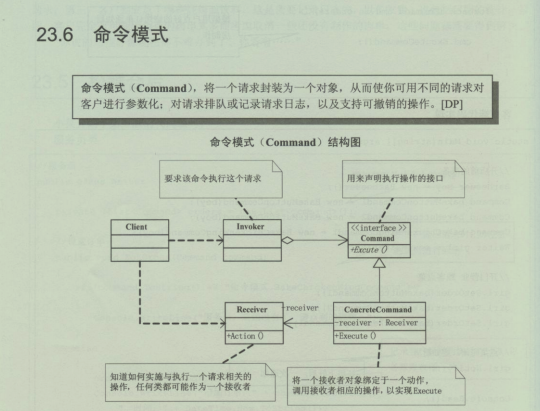 23.6 命令模式
命令模式（Command），将一个请求封装为一个对象，从而使你可用不同的请求对
客户进行参数化；对请求排队或记录请求日志，以及支持可撤销的操作。[DP]
命令模式（Command）结构图
要求该命令执行这个请求
用来声明执行操作的接口
Client
Invoker
<<interface>>
Command
+Excute()
Receiver
+Action()
-receiver
ConcreteCommand
-receiver : Receiver
+Execute()
知道如何实施与执行一个请求相关的
操作，任何类都可能作为一个接收者
将一个接收者对象绑定于一个动作，
调用接收者相应的操作，以实现Execute